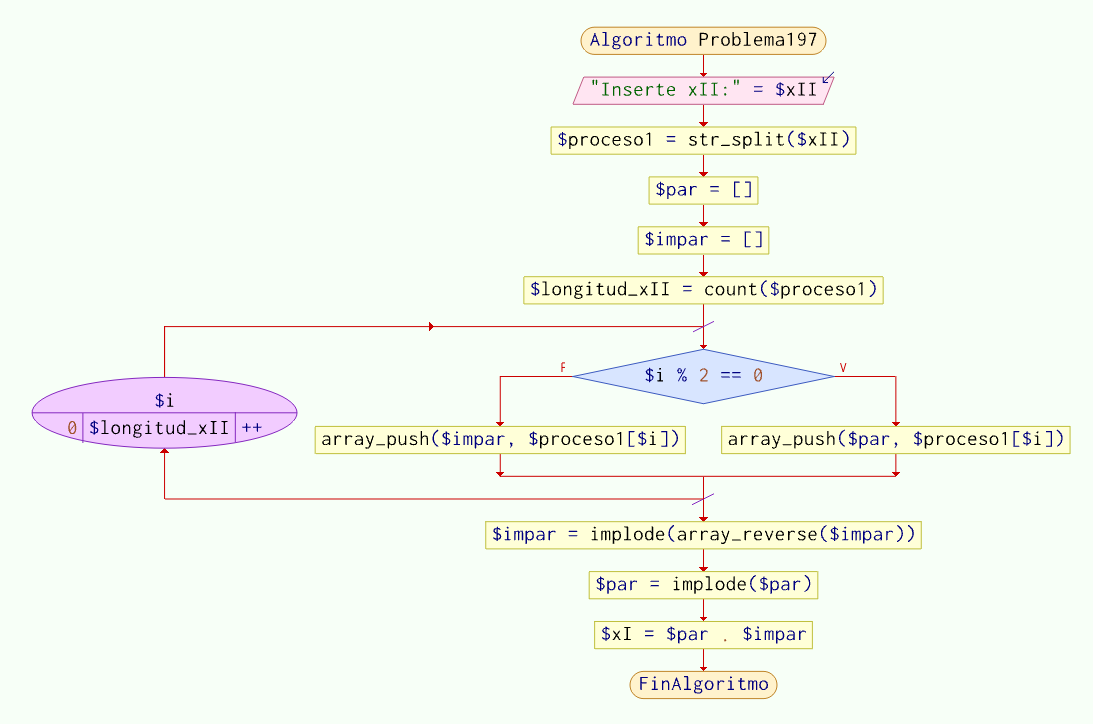 Algoritmo Problema197
"Inserte xII:" = $xII
$proceso1 = str_split($xII)
$par = []
$impar = []
$longitud_xII = count($proceso1)
$i % 2 == 0
F
V
$i
0 $longitud_xII ++
array_push($impar, $proceso1[$i])
array_push($par, $proceso1[$i])
$impar = implode(array_reverse($impar))
$par = implode($par)
$xI = $par . $impar
FinAlgoritmo